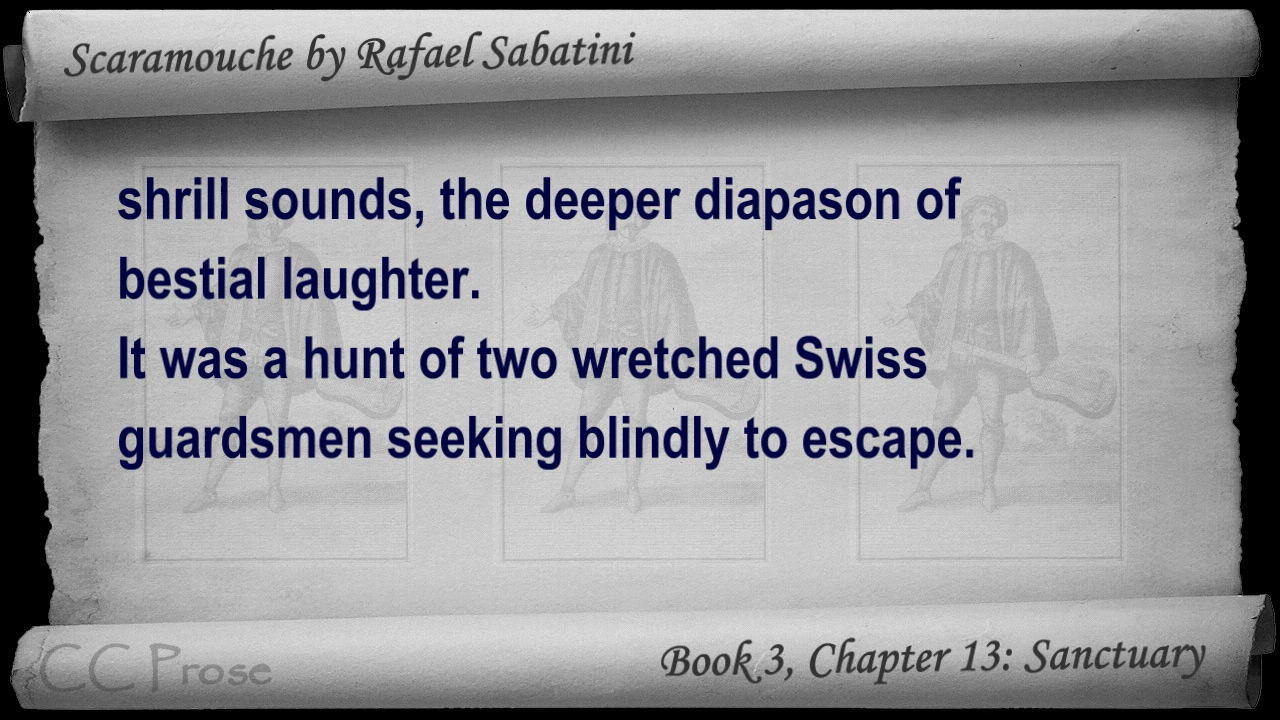 Scaramouche by Rafael Sabatini
shrill sounds, the deeper diapason of
bestial laughter.
It was a hunt of two wretched Swiss
guardsmen seeking blindly to escape.
CC Prose
Book 3, Chapter 13: Sanctuary